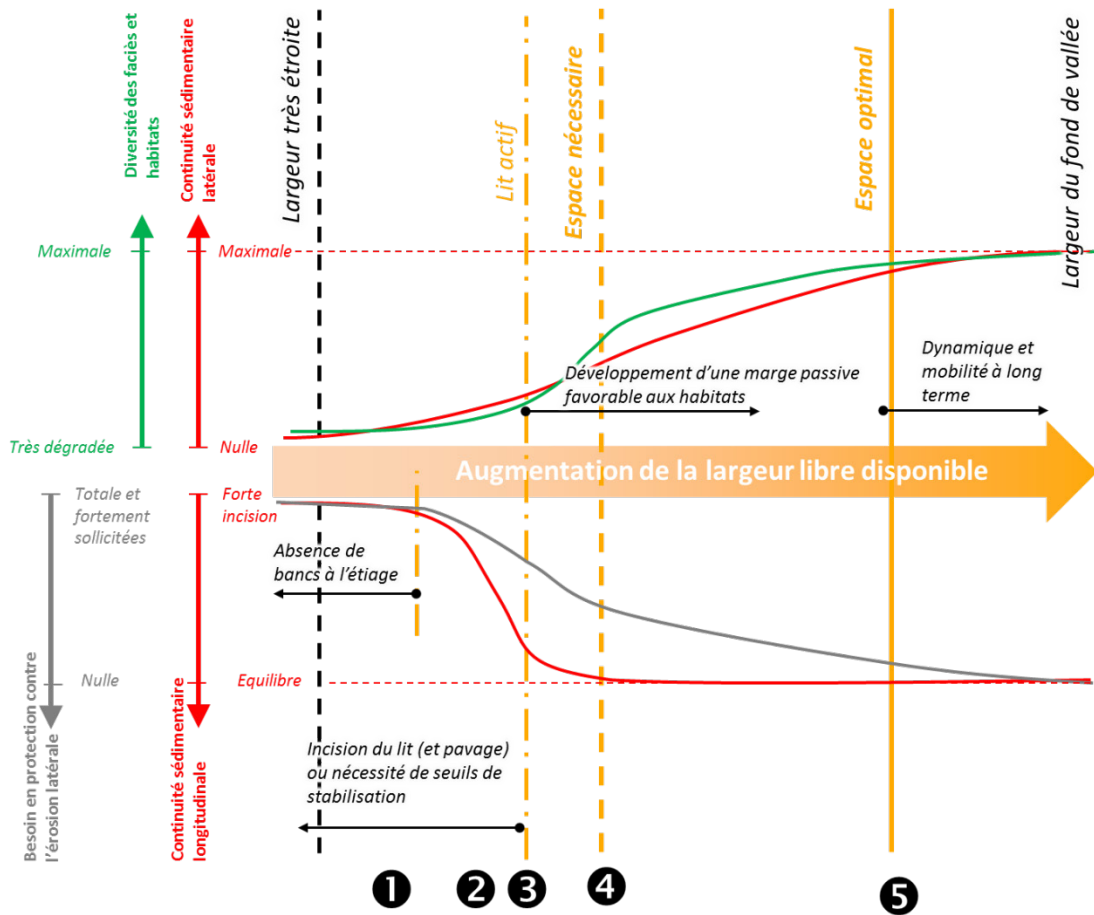 Diversité des faciès et
habitats
Continuité sédimentaire
latérale
Largeur très étroite
Lit actif
Espace nécessaire
Espace optimal
Largeur du fond de vallée
Maximale
Maximale
Développement d’une marge passive
favorable aux habitats
Dynamique et
mobilité à long
terme
Très dégradée
Nulle
Augmentation de la largeur libre disponible
Totale et
fortement
sollicitées
Forte
incision
Absence de
bancs à l’étiage
Nulle
Equilibre
Besoin en protection contre
l’érosion latérale
Continuité sédimentaire
longitudinale
Incision du lit (et pavage)
ou nécessité de seuils de
stabilisation
1 2 3 4 5